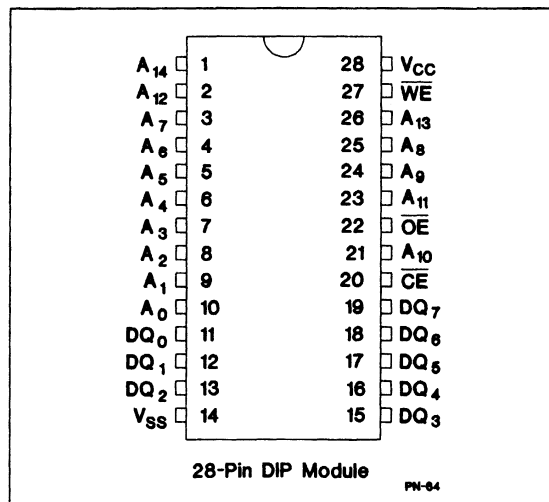 A14 1 28 VCC
A12 2 27 WE
A7 3 26 A13
A6 4 25 A8
A5 5 24 A9
A4 6 23 A11
A3 7 22 OE
A2 8 21 A10
A1 9 20 CE
A0 10 19 DQ7
DQ0 11 18 DQ6
DQ1 12 17 DQ5
DQ2 13 16 DQ4
VSS 14 15 DQ3
28-Pin DIP Module
PN-64